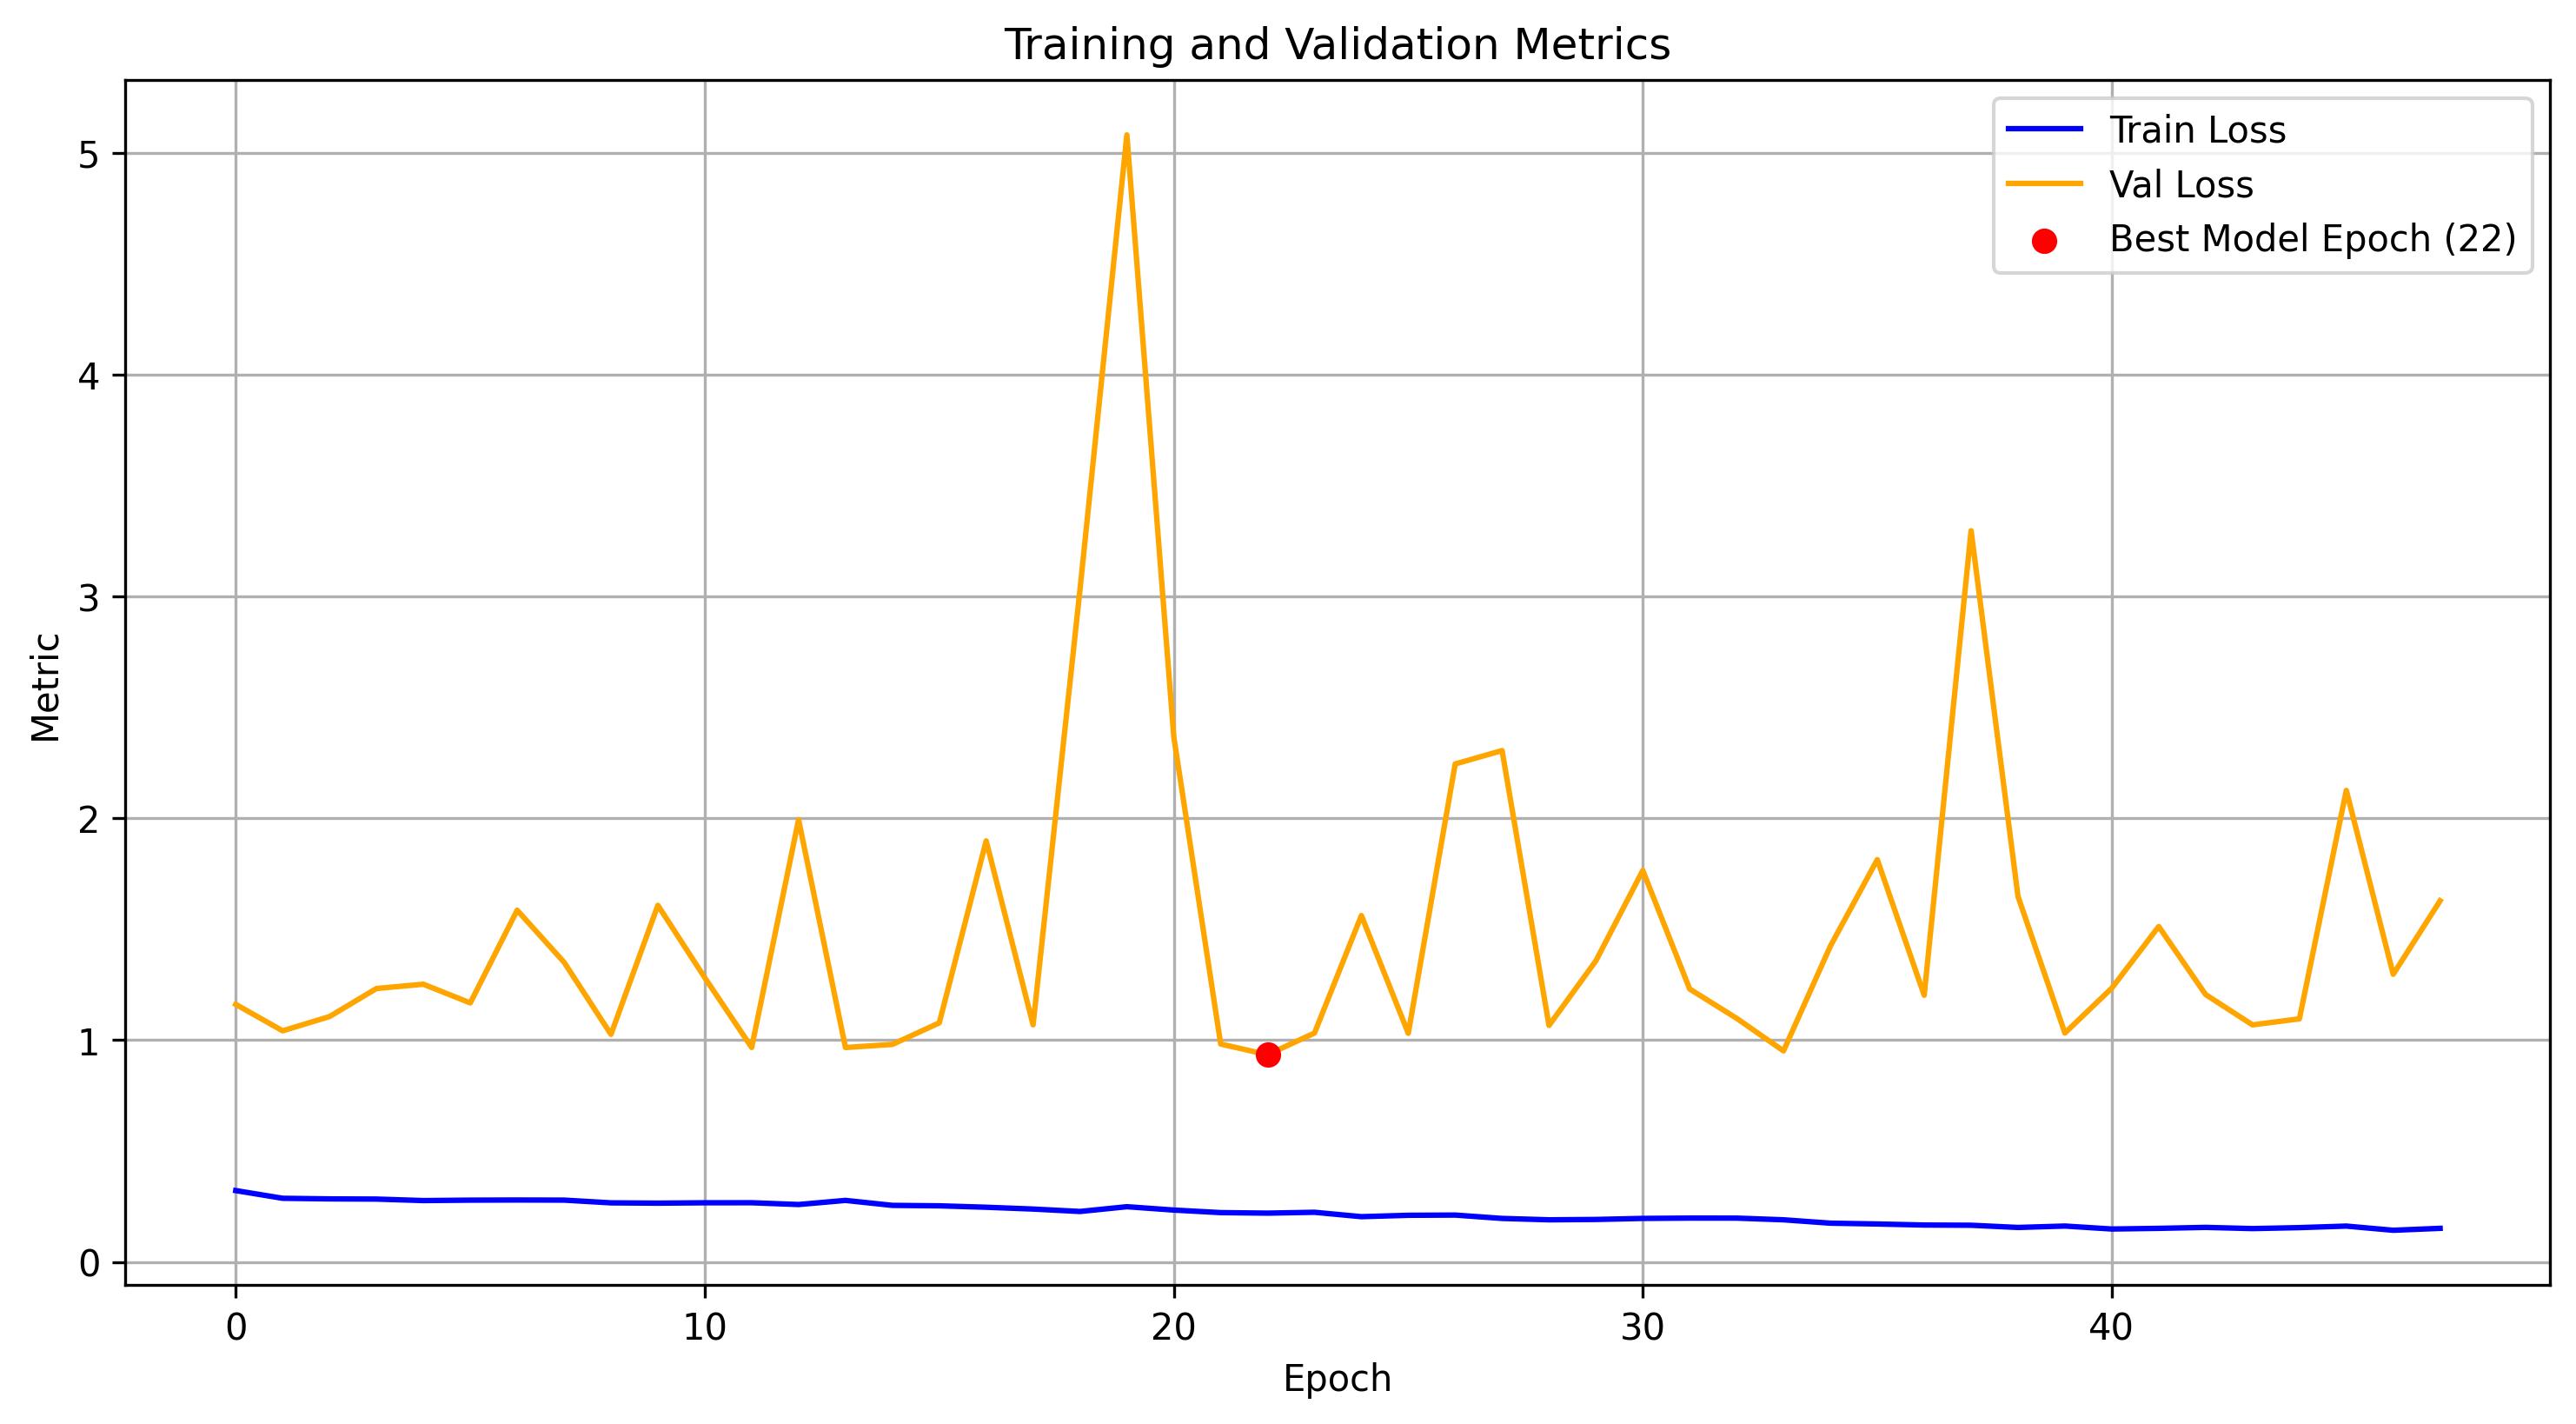 Training and Validation Metrics
Train Loss
Val Loss
Best Model Epoch (22)
Metric
5
4
3
2
1
0
0 10 20 30 40
Epoch